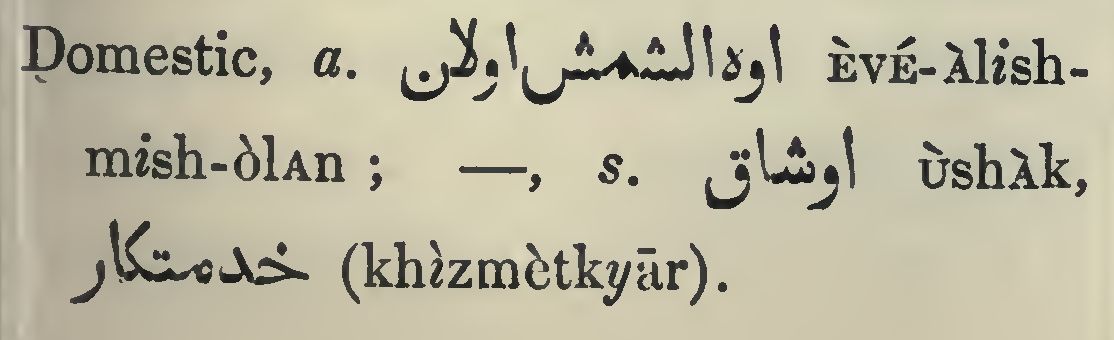 Domestic, a. اوه‌الشمش‌اولان ÈVÉ-Àlish-
mish-òlAn ; —, s. اوشاق ÙshÀk,
خدمتكار (khìzmètkyār).